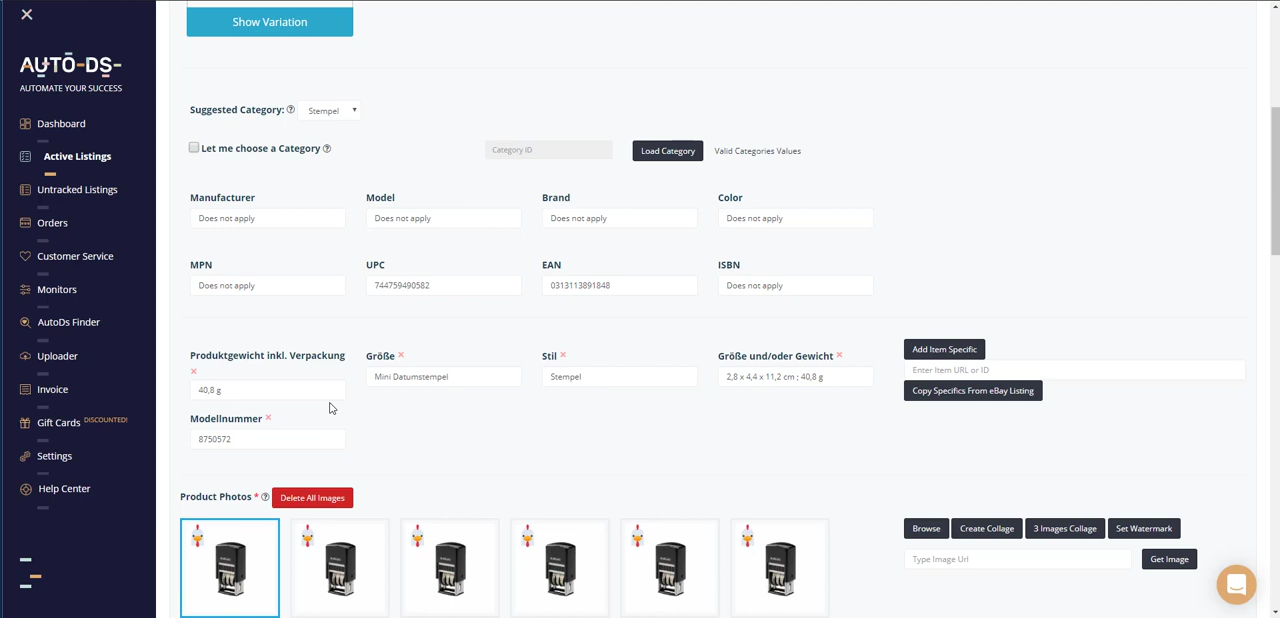 Show Variation
AUTO-DS-
AUTOMATE YOUR SUCCESS
Dashboard
Active Listings
Untracked Listings
Orders
Customer Service
Monitors
AutoDs Finder
Uploader
Invoice
Gift Cards DISCOUNTED!
Settings
Help Center
Suggested Category: Stempel
Let me choose a Category
Category ID
Load Category
Valid Categories Values
Manufacturer
Model
Brand
Color
Does not apply
Does not apply
Does not apply
Does not apply
MPN
UPC
EAN
ISBN
Does not apply
744759490582
0313113891848
Does not apply
Produktgewicht inkl. Verpackung
Größe
Stil
Größe und/oder Gewicht
40,8 g
Mini Datumstempel
Stempel
2,8 x 4,4 x 11,2 cm ; 40,8 g
Add Item Specific
Enter Item URL or ID
Copy Specifics From eBay Listing
Modellnummer
8750572
Product Photos *
Delete All Images
Browse
Create Collage
3 Images Collage
Set Watermark
Type Image Url
Get Image